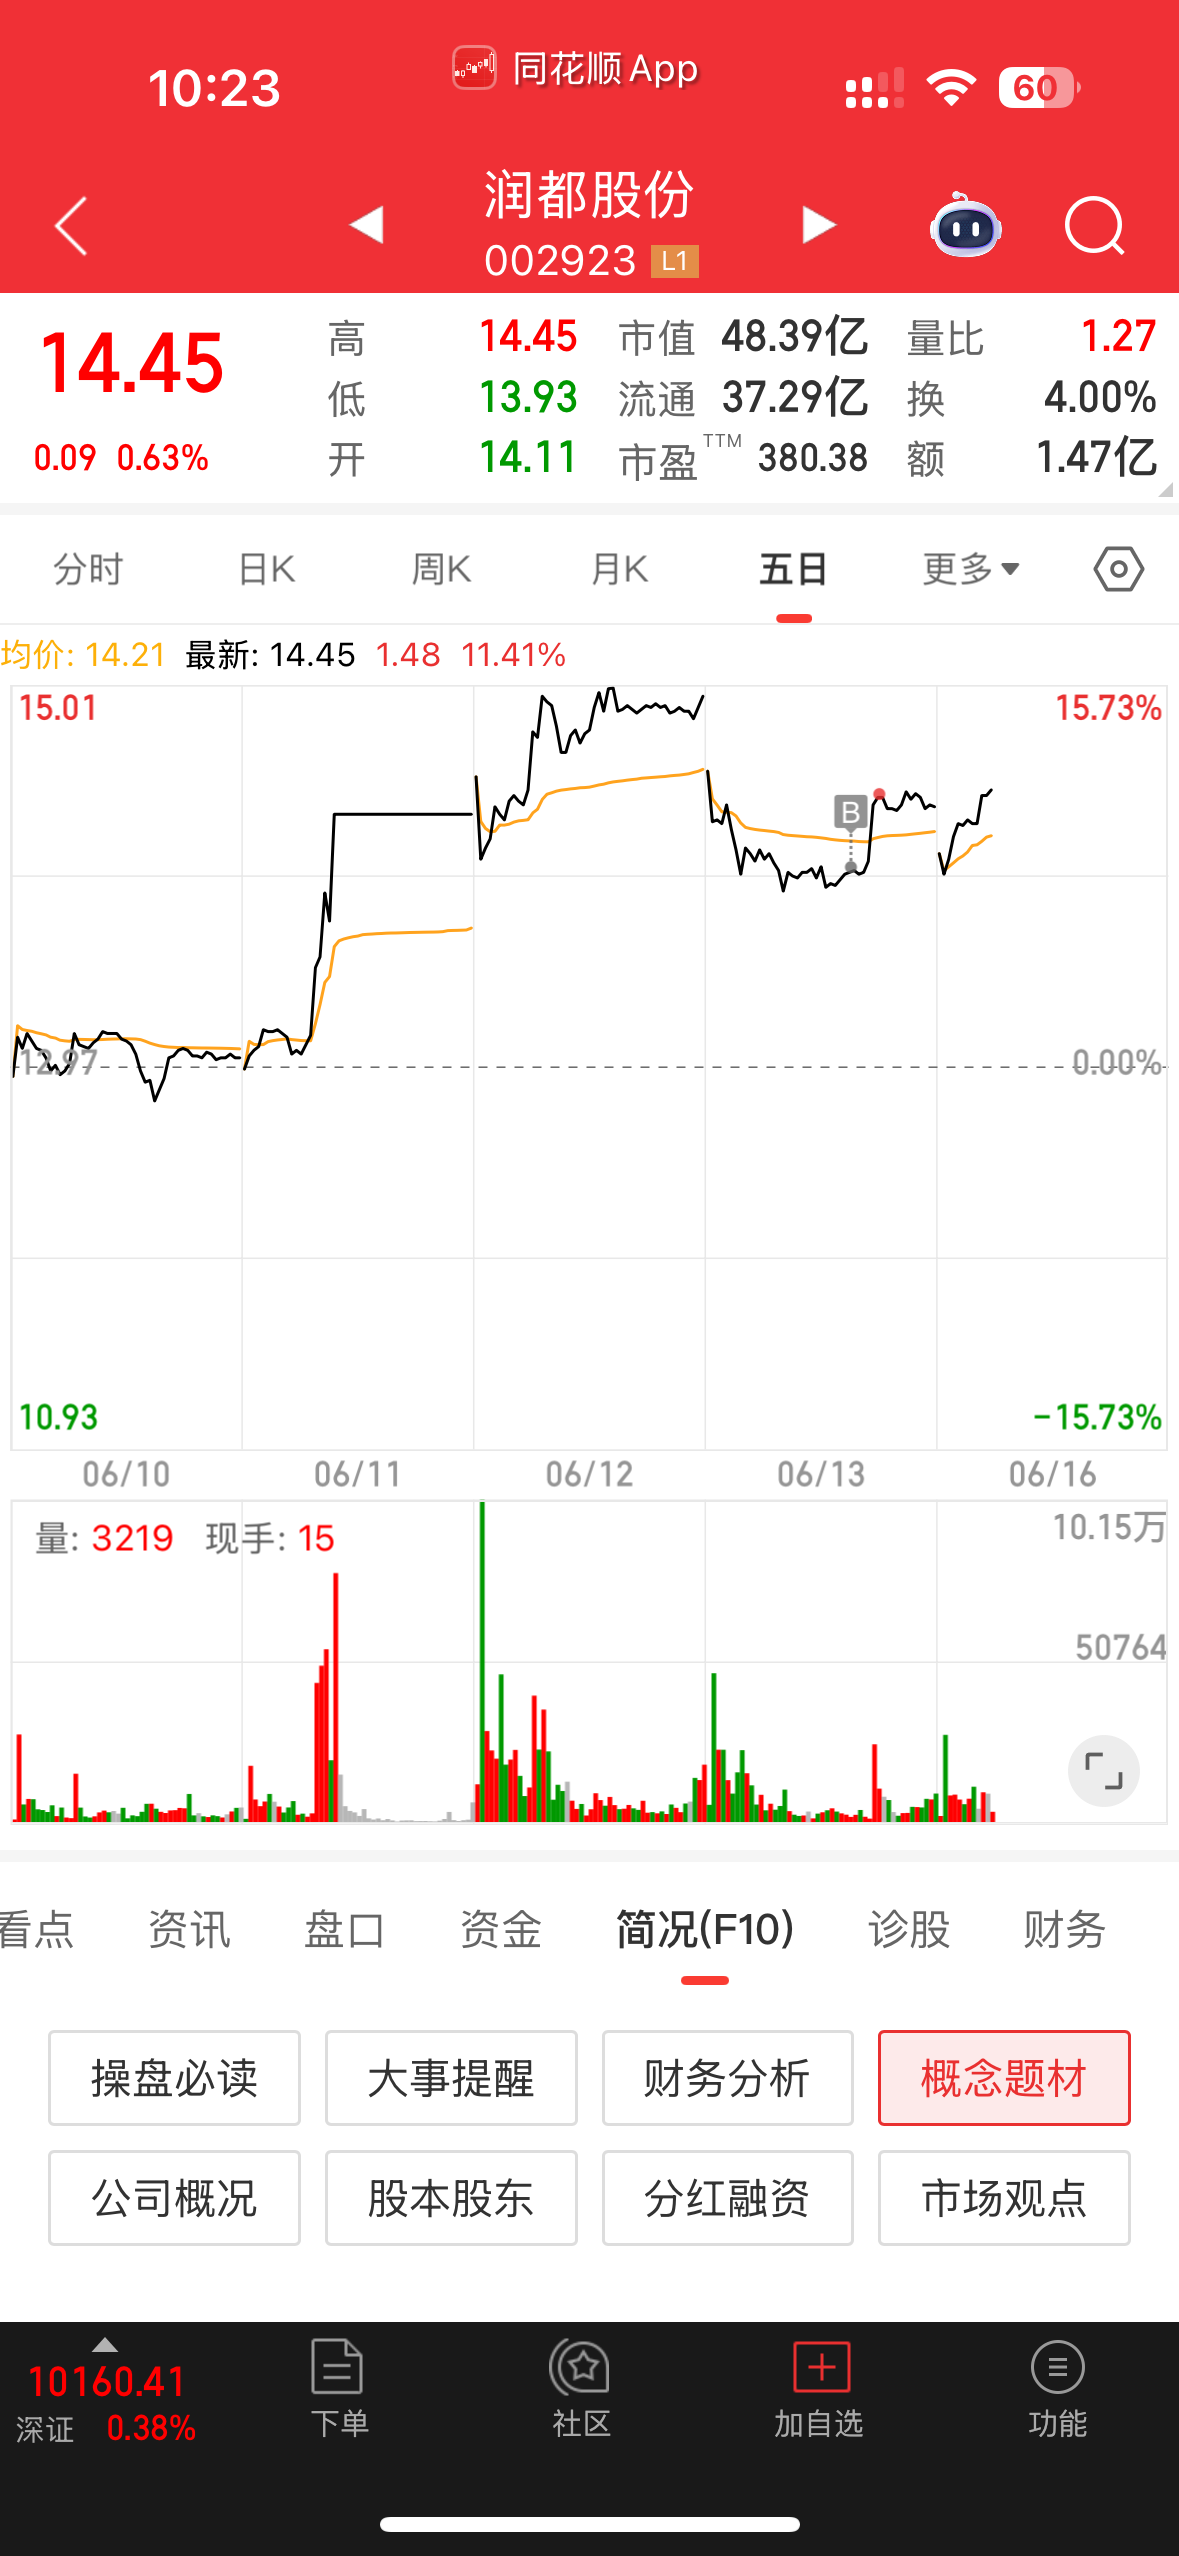 10:23
同花顺App
60
润都股份
002923 L1
14.45
0.09 0.63%
高 14.45 市值 48.39亿 量比 1.27
低 13.93 流通 37.29亿 换 4.00%
开 14.11 市盈TTM 380.38 额 1.47亿
分时 日K 周K 月K 五日 更多
均价: 14.21 最新: 14.45 1.48 11.41%
15.01 15.73%
B
12.97 0.00%
10.93 -15.73%
06/10 06/11 06/12 06/13 06/16
量: 3219 现手: 15 10.15万
50764
看点 资讯 盘口 资金 简况(F10) 诊股 财务
操盘必读 大事提醒 财务分析 概念题材
公司概况 股本股东 分红融资 市场观点
10160.41
深证 0.38%
下单 社区 加自选 功能